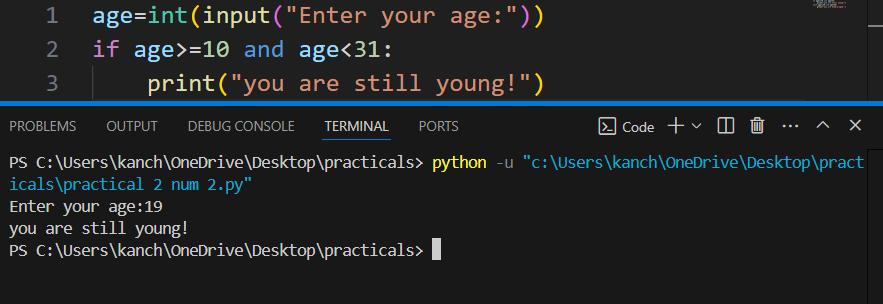 1 age=int(input("Enter your age:"))
2 if age>=10 and age<31:
3 print("you are still young!")
PROBLEMS OUTPUT DEBUG CONSOLE TERMINAL PORTS Code
PS C:\Users\kanch\OneDrive\Desktop\practicals> python -u "c:\Users\kanch\OneDrive\Desktop\pract
icals\practical 2 num 2.py"
Enter your age:19
you are still young!
PS C:\Users\kanch\OneDrive\Desktop\practicals>